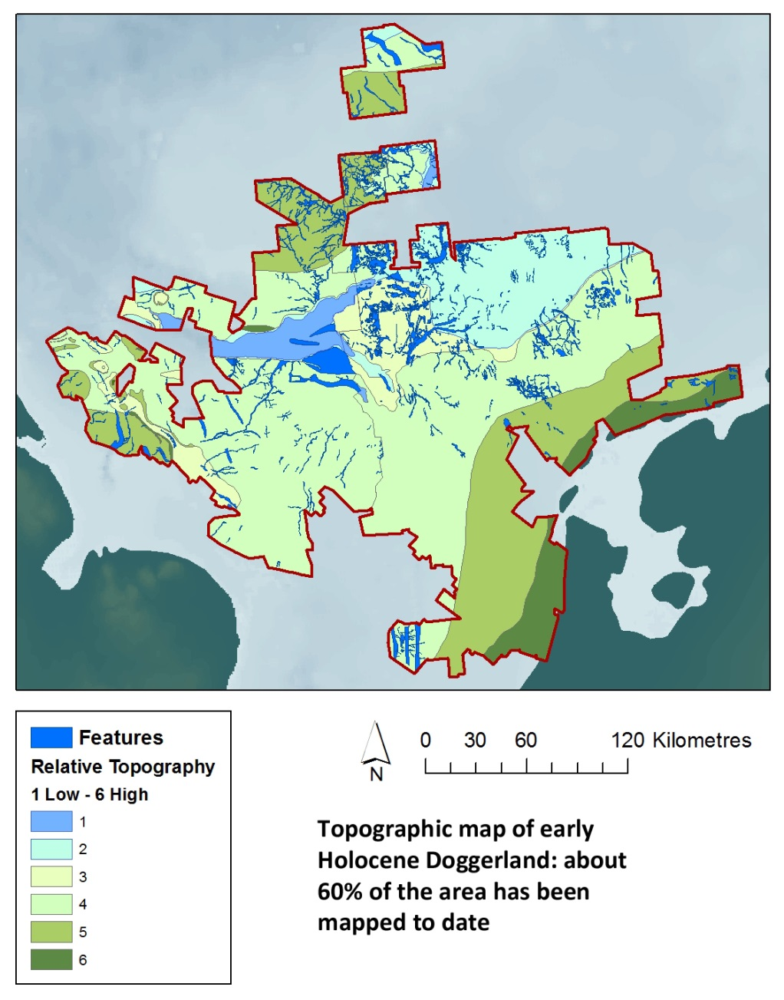 Features
Relative Topography
1 Low - 6 High
1
2
3
4
5
6
N
0 30 60 120 Kilometres
Topographic map of early
Holocene Doggerland: about
60% of the area has been
mapped to date